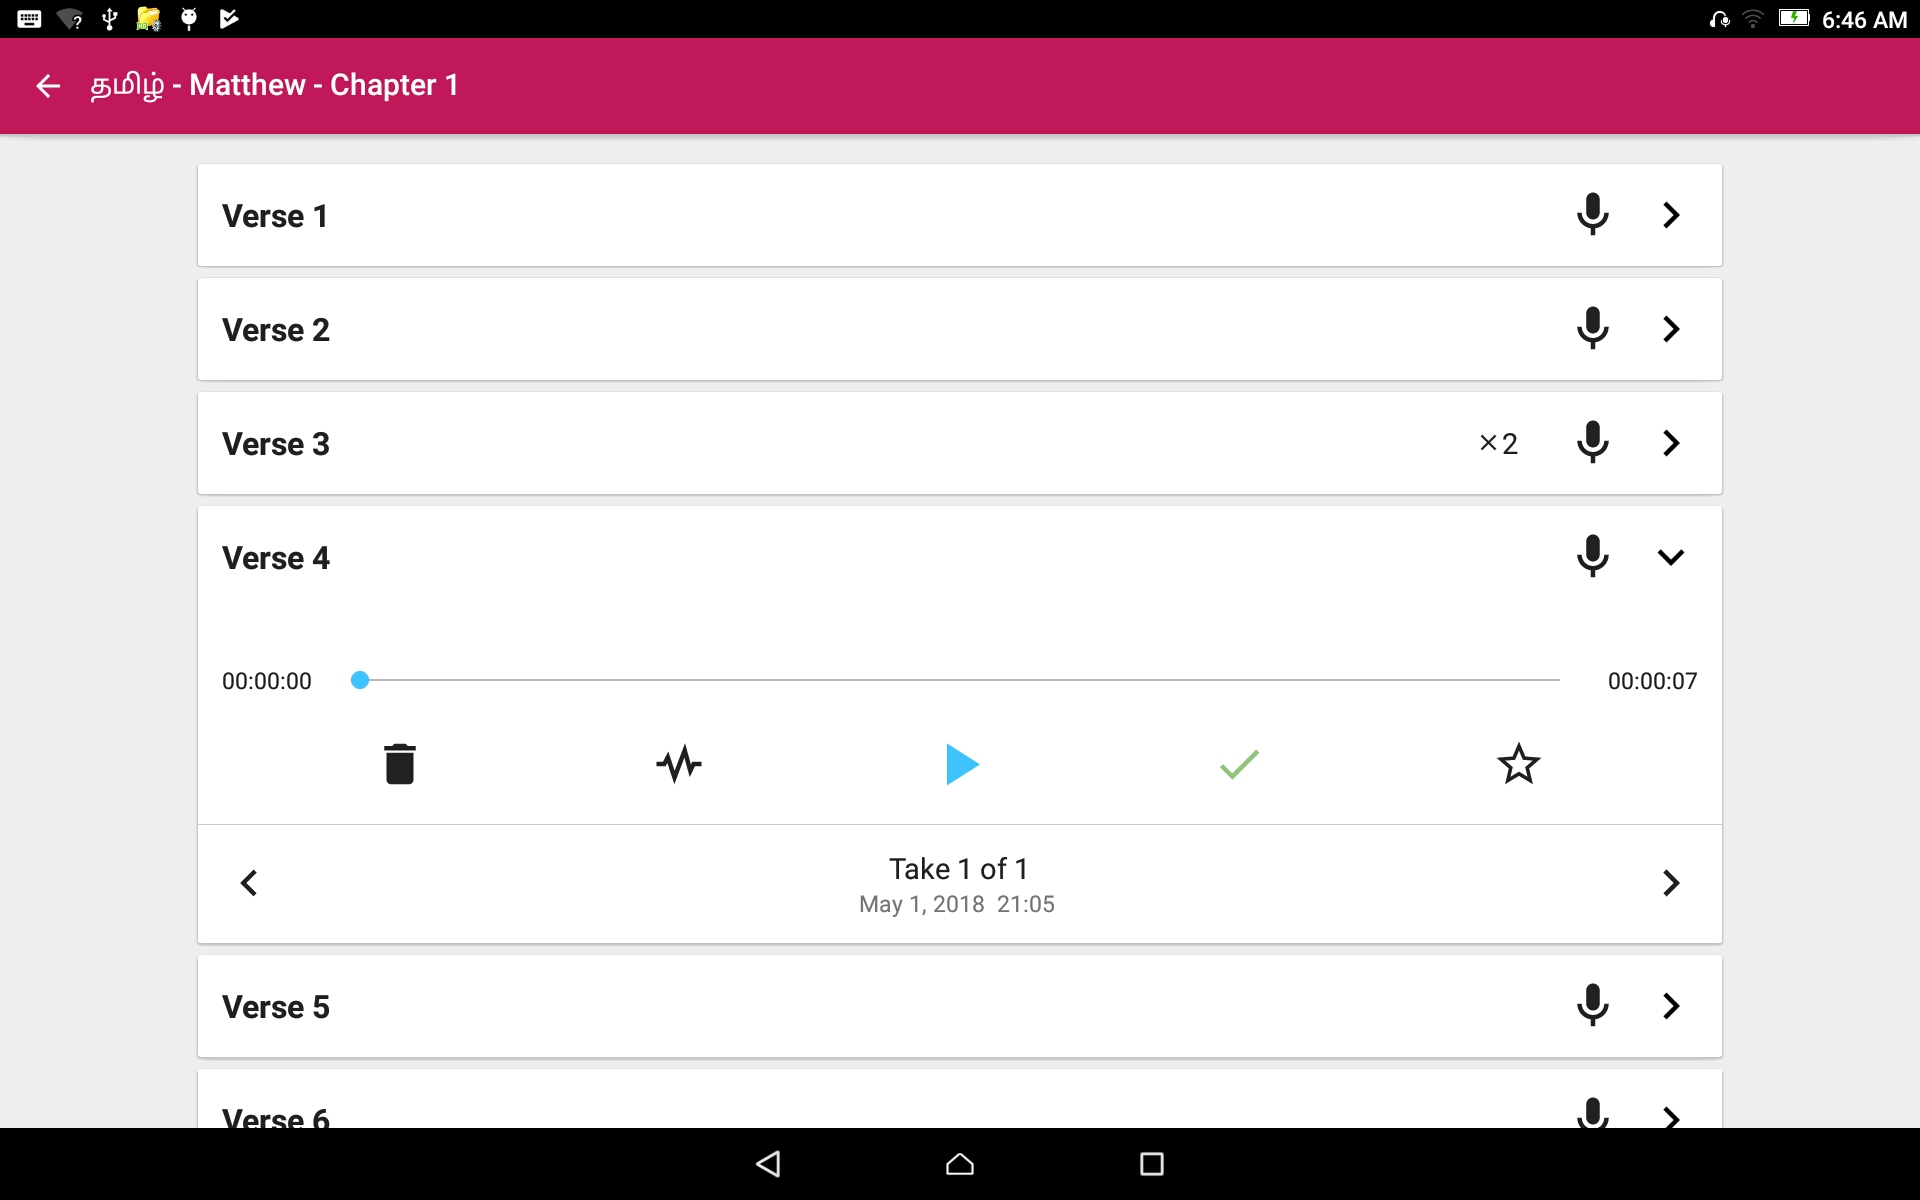 6:46 AM
தமிழ் - Matthew - Chapter 1
Verse 1
Verse 2
Verse 3 ×2
Verse 4
00:00:00 00:00:07
Take 1 of 1
May 1, 2018 21:05
Verse 5
Verse 6